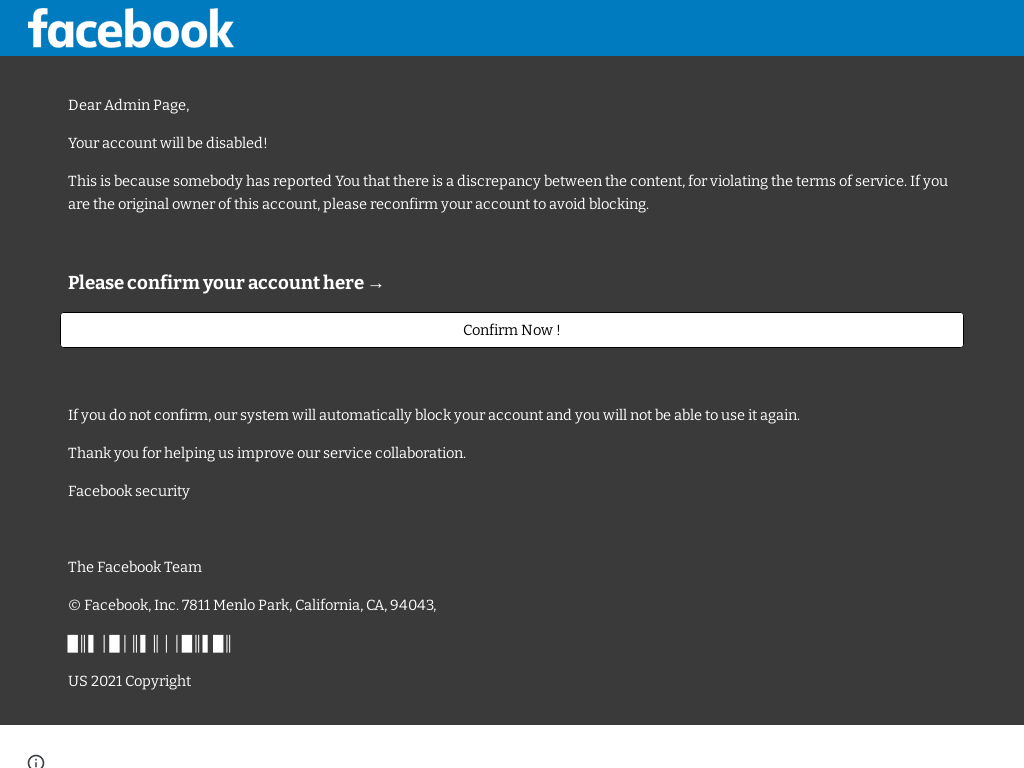 facebook
Dear Admin Page,
Your account will be disabled!
This is because somebody has reported You that there is a discrepancy between the content, for violating the terms of service. If you
are the original owner of this account, please reconfirm your account to avoid blocking.
Please confirm your account here →
Confirm Now !
If you do not confirm, our system will automatically block your account and you will not be able to use it again.
Thank you for helping us improve our service collaboration.
Facebook security
The Facebook Team
© Facebook, Inc. 7811 Menlo Park, California, CA, 94043,
US 2021 Copyright